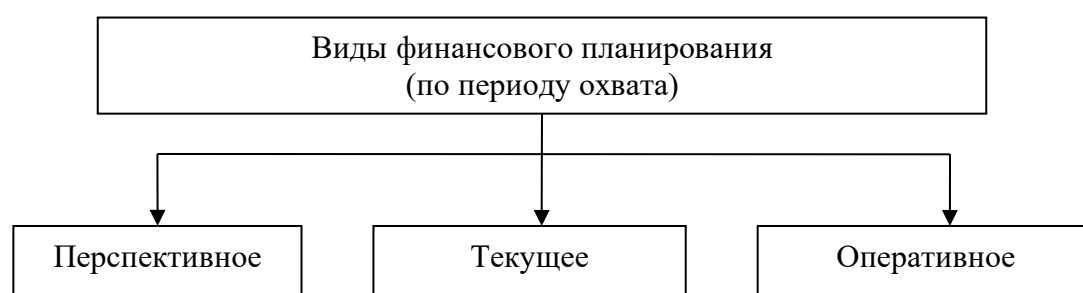 Виды финансового планирования
(по периоду охвата)
Перспективное
Текущее
Оперативное